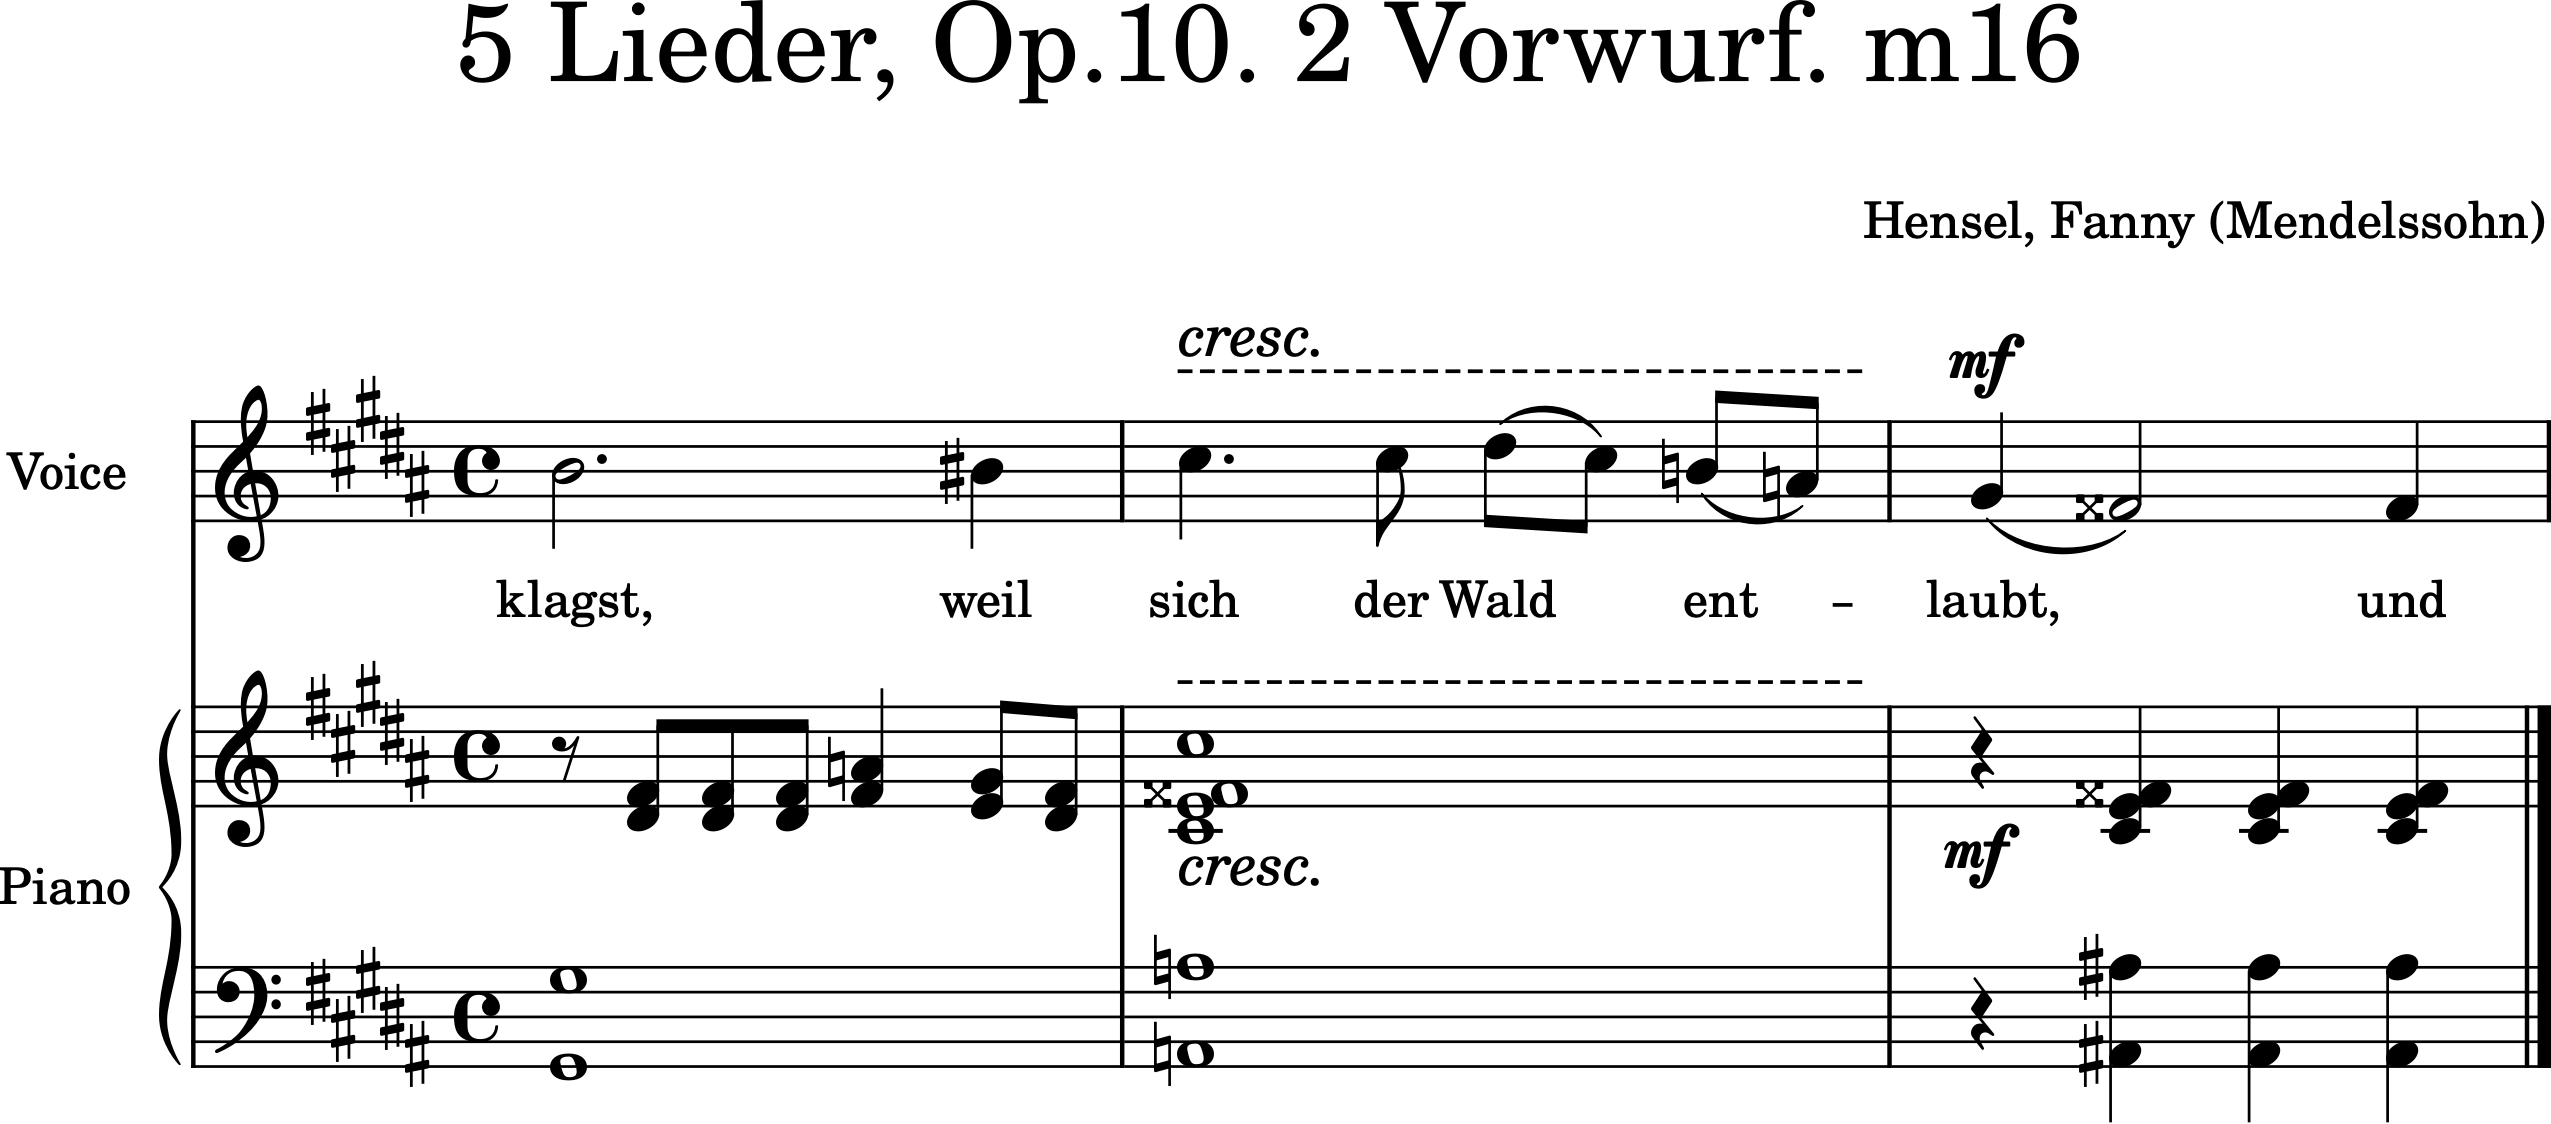 5 Lieder, Op.10. 2 Vorwurf. m16
Hensel, Fanny (Mendelssohn)
cresc.
mf
Voice
klagst, weil sich der Wald ent - laubt, und
mf
cresc.
Piano